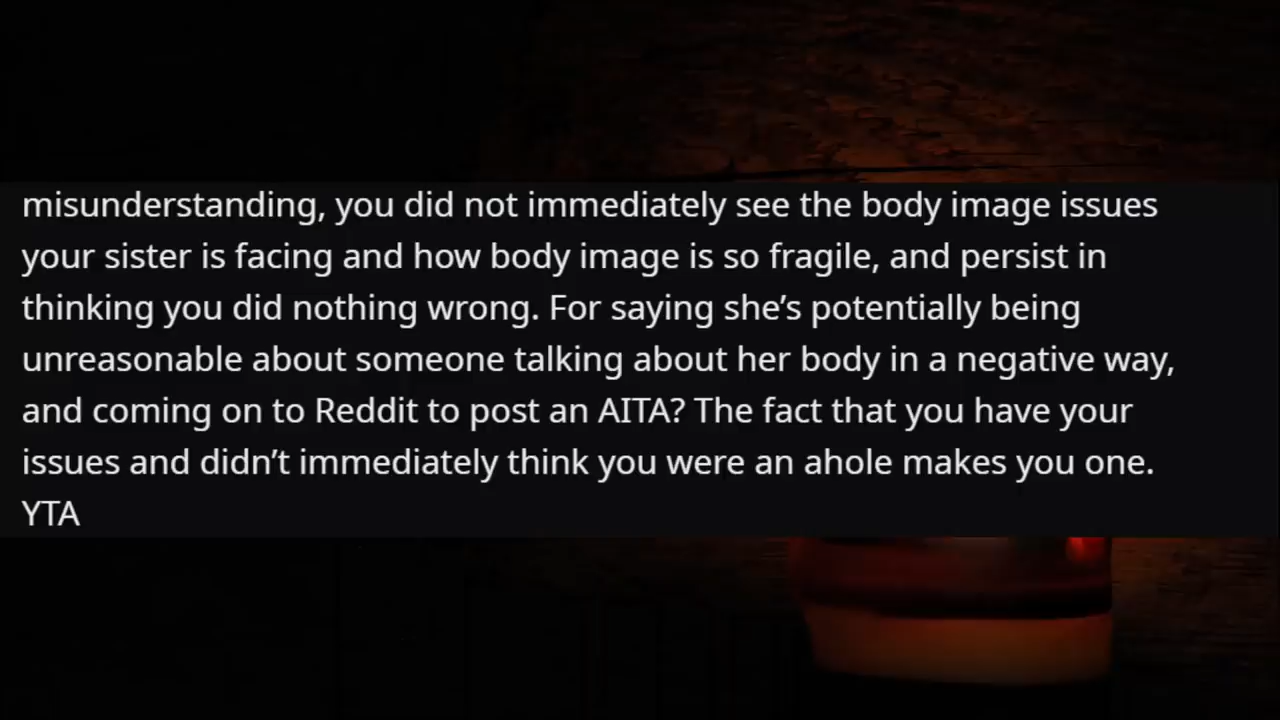 misunderstanding, you did not immediately see the body image issues
your sister is facing and how body image is so fragile, and persist in
thinking you did nothing wrong. For saying she’s potentially being
unreasonable about someone talking about her body in a negative way,
and coming on to Reddit to post an AITA? The fact that you have your
issues and didn’t immediately think you were an ahole makes you one.
YTA